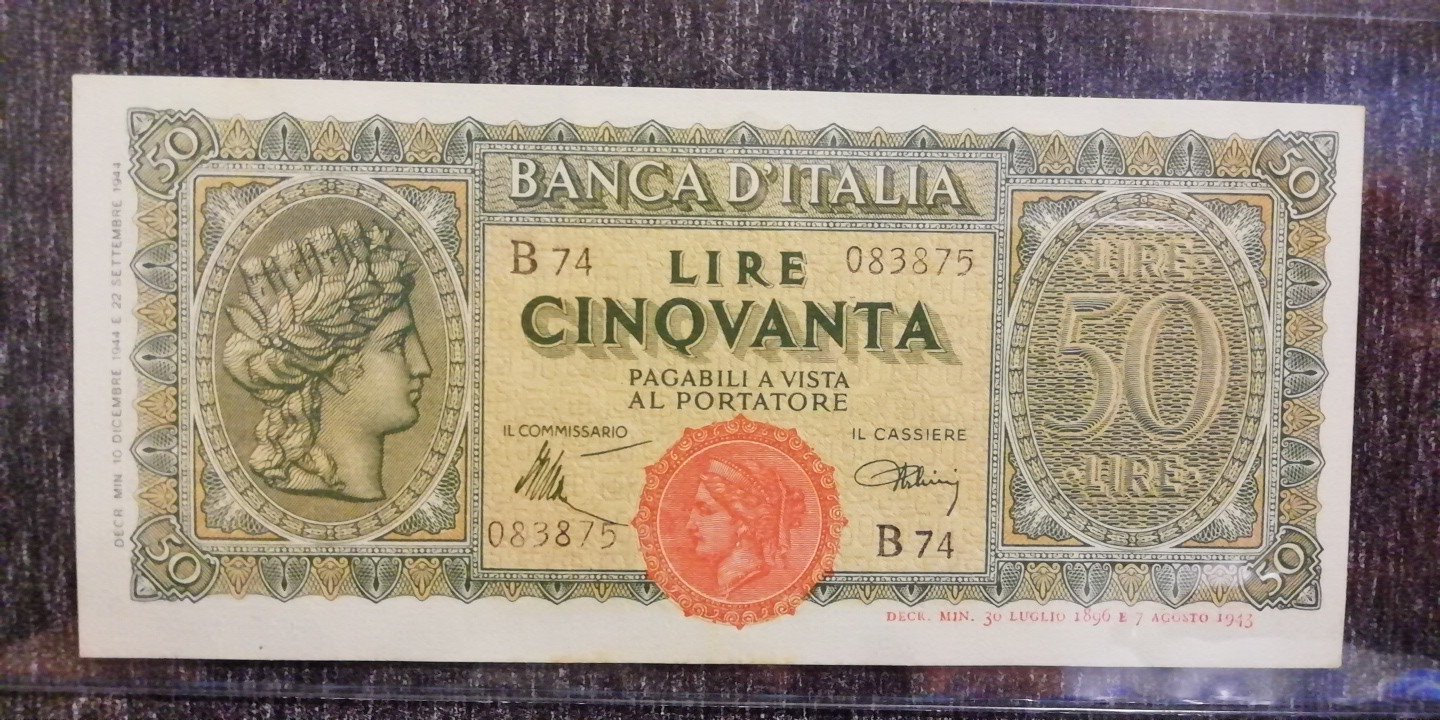 50
50
BANCA D'ITALIA
B 74
LIRE
083875
CINQVANTA
PAGABILI A VISTA
AL PORTATORE
IL COMMISSARIO
IL CASSIERE
083875
B 74
LIRE
50
LIRE
50
50
DECR. MIN. 30 LUGLIO 1896 E 7 AGOSTO 1943
DECR. MIN. 10 DICEMBRE 1944 E 22 SETTEMBRE 1944